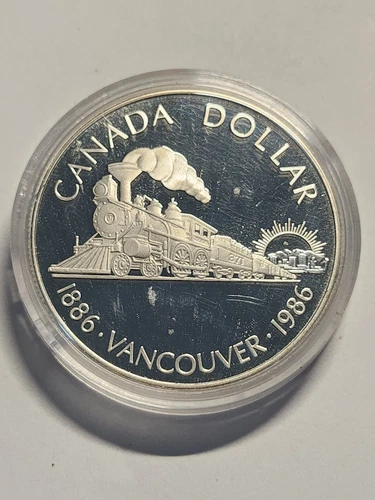 CANADA DOLLAR
1886 · VANCOUVER · 1986